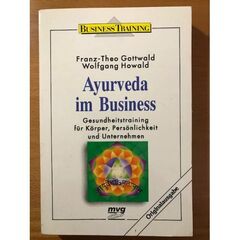 BUSINESS TRAINING
Franz-Theo Gottwald
Wolfgang Howald
Ayurveda
im Business
Gesundheitstraining
für Körper, Persönlichkeit
und Unternehmen
Originalausgabe
mvg